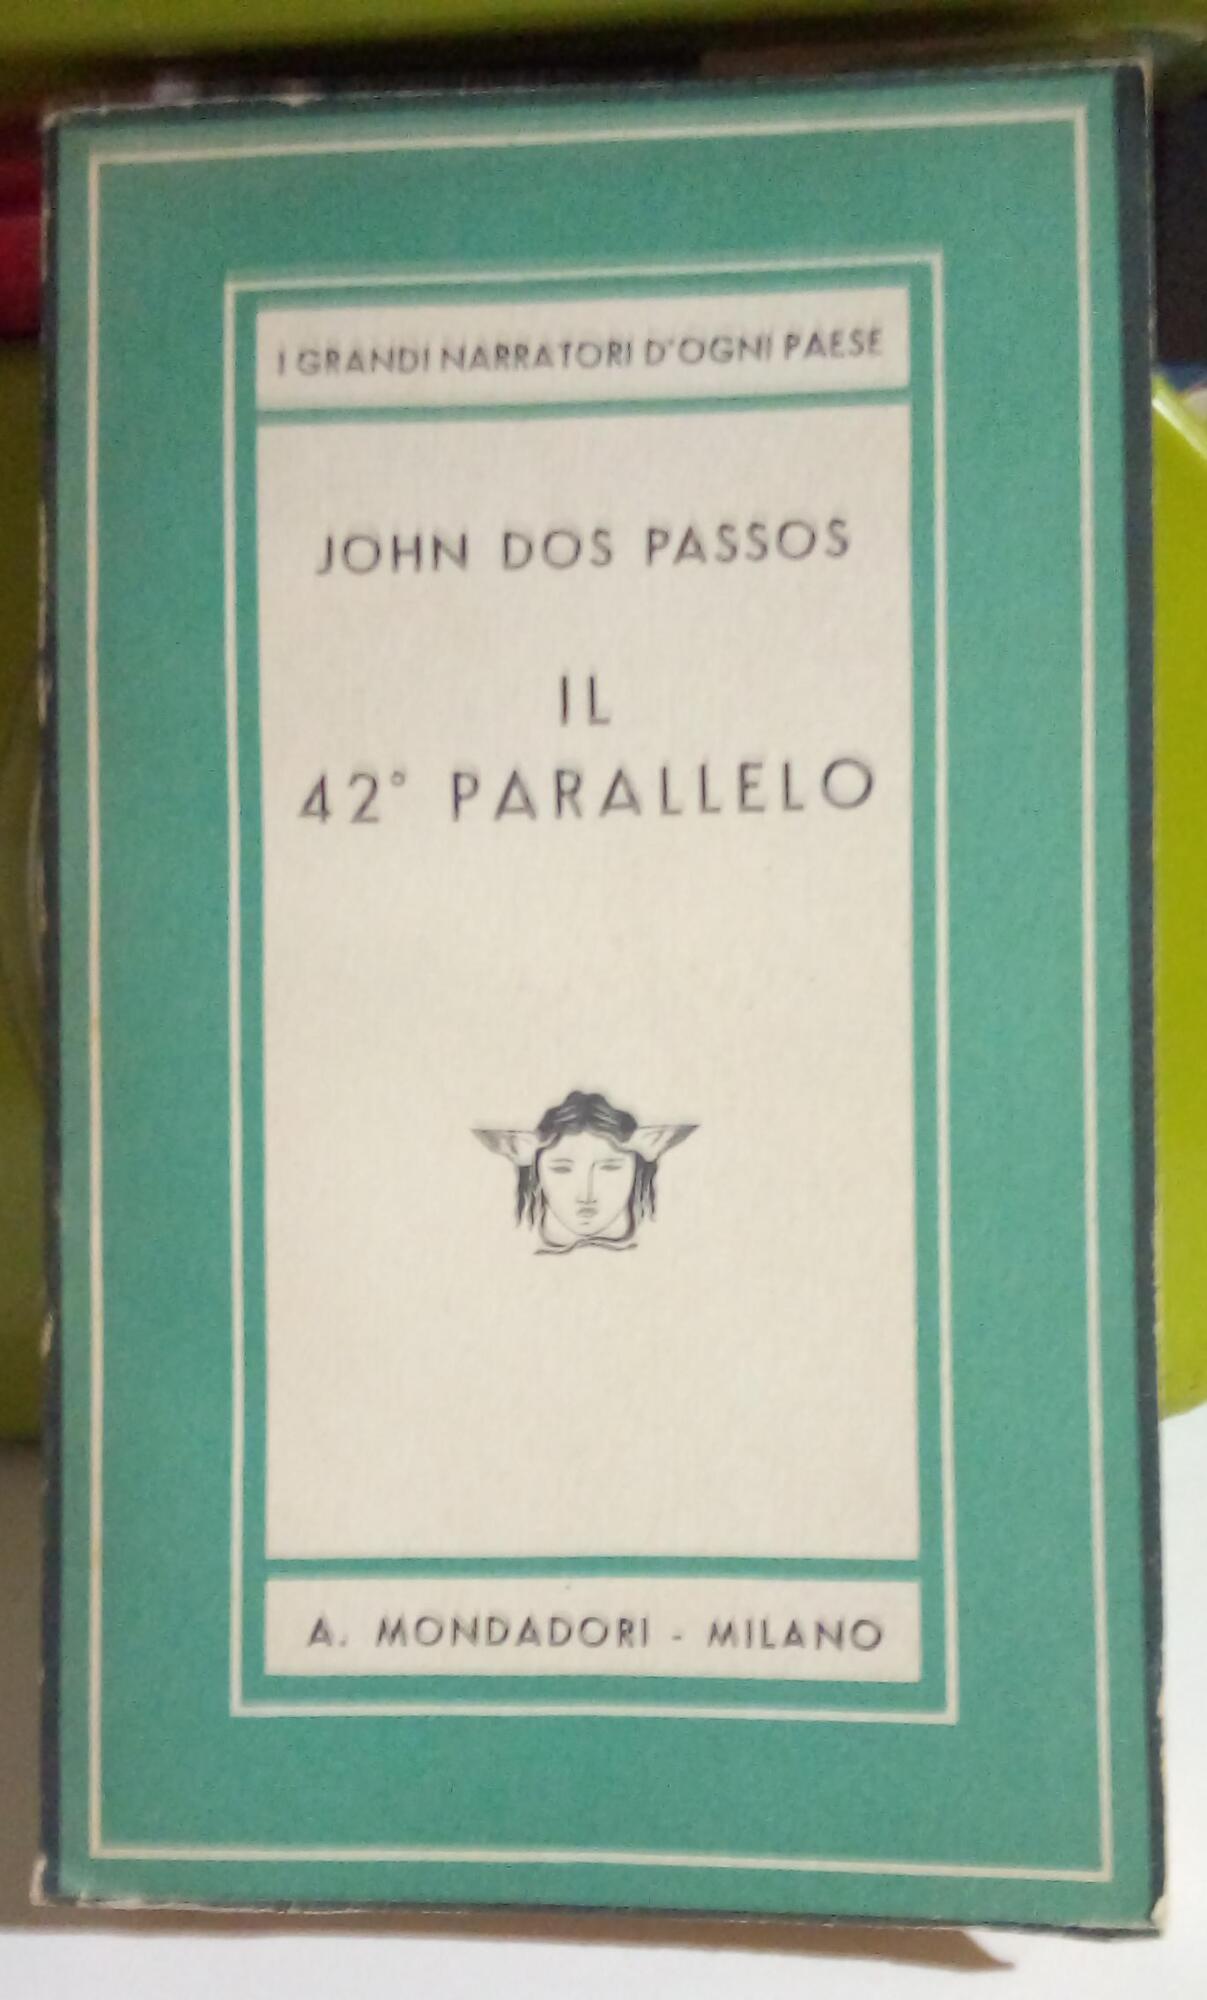 I GRANDI NARRATORI D'OGNI PAESE
JOHN DOS PASSOS
IL
42° PARALLELO
A. MONDADORI - MILANO